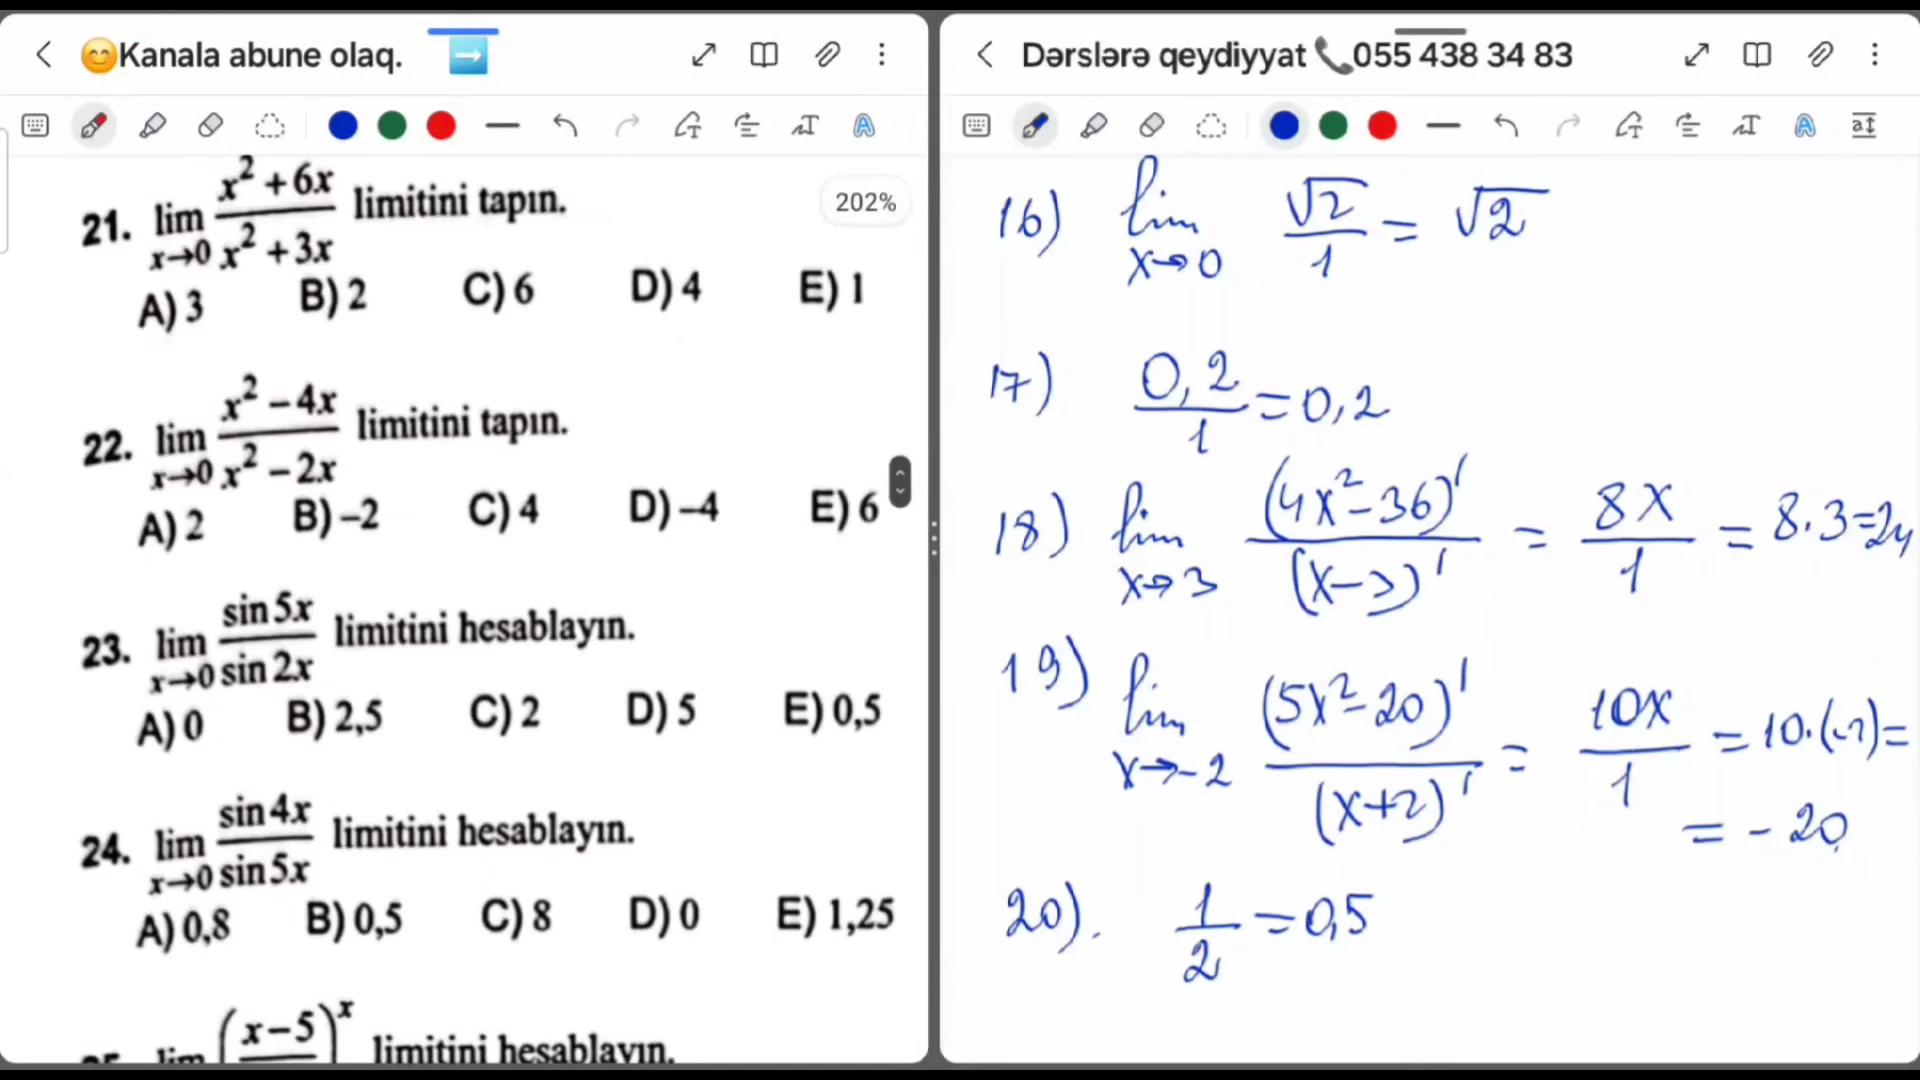 😊Kanala abune olaq. ➡️
21. lim x→0 (x² + 6x)/(x² + 3x) limitini tapın.
202%
A) 3 B) 2 C) 6 D) 4 E) 1
22. lim x→0 (x² – 4x)/(x² – 2x) limitini tapın.
A) 2 B) –2 C) 4 D) –4 E) 6
23. lim x→0 sin 5x/sin 2x limitini hesablayın.
A) 0 B) 2,5 C) 2 D) 5 E) 0,5
24. lim x→0 sin 4x/sin 5x limitini hesablayın.
A) 0,8 B) 0,5 C) 8 D) 0 E) 1,25
lim (x – 5 )^x limitini hesablayın.
Dərslərə qeydiyyat 📞055 438 34 83
16) lim x→0 √2/1 = √2
17) 0,2/1 = 0,2
18) lim x→3 (4x²-36)'/(x-3)' = 8x/1 = 8·3=24
19) lim x→-2 (5x²-20)'/(x+2)' = 10x/1 = 10·(-2)=
= - 20
20). 1/2 = 0,5